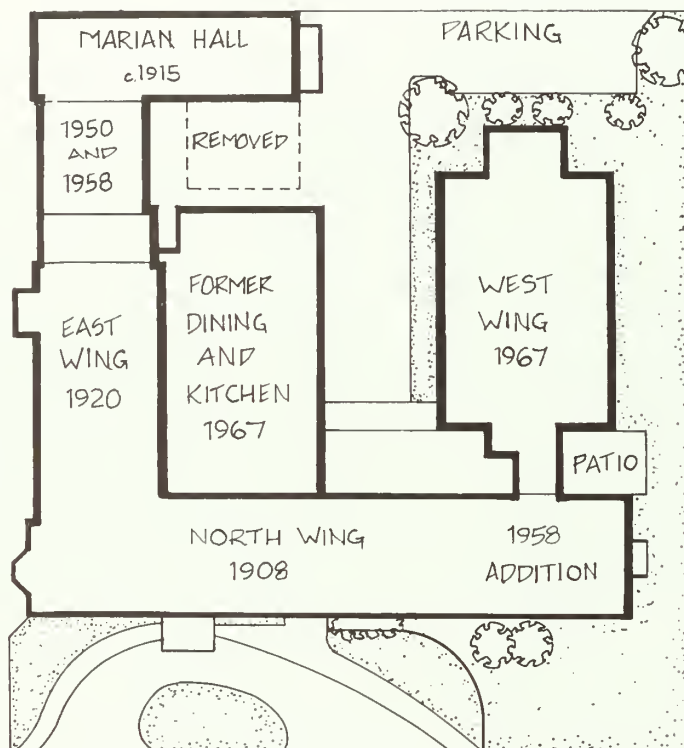 MARIAN HALL
c.1915
PARKING
1950
AND
1958
REMOVED
EAST
WING
1920
FORMER
DINING
AND
KITCHEN
1967
WEST
WING
1967
PATIO
NORTH WING
1908
1958
ADDITION